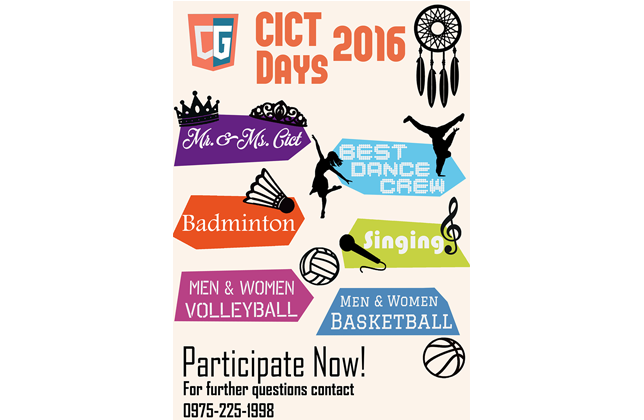 CG
CICT
DAYS
2016
Mr. & Ms. Cict
BEST
DANCE
CREW
Badminton
Singing
MEN & WOMEN
VOLLEYBALL
MEN & WOMEN
BASKETBALL
Participate Now!
For further questions contact
0975-225-1998